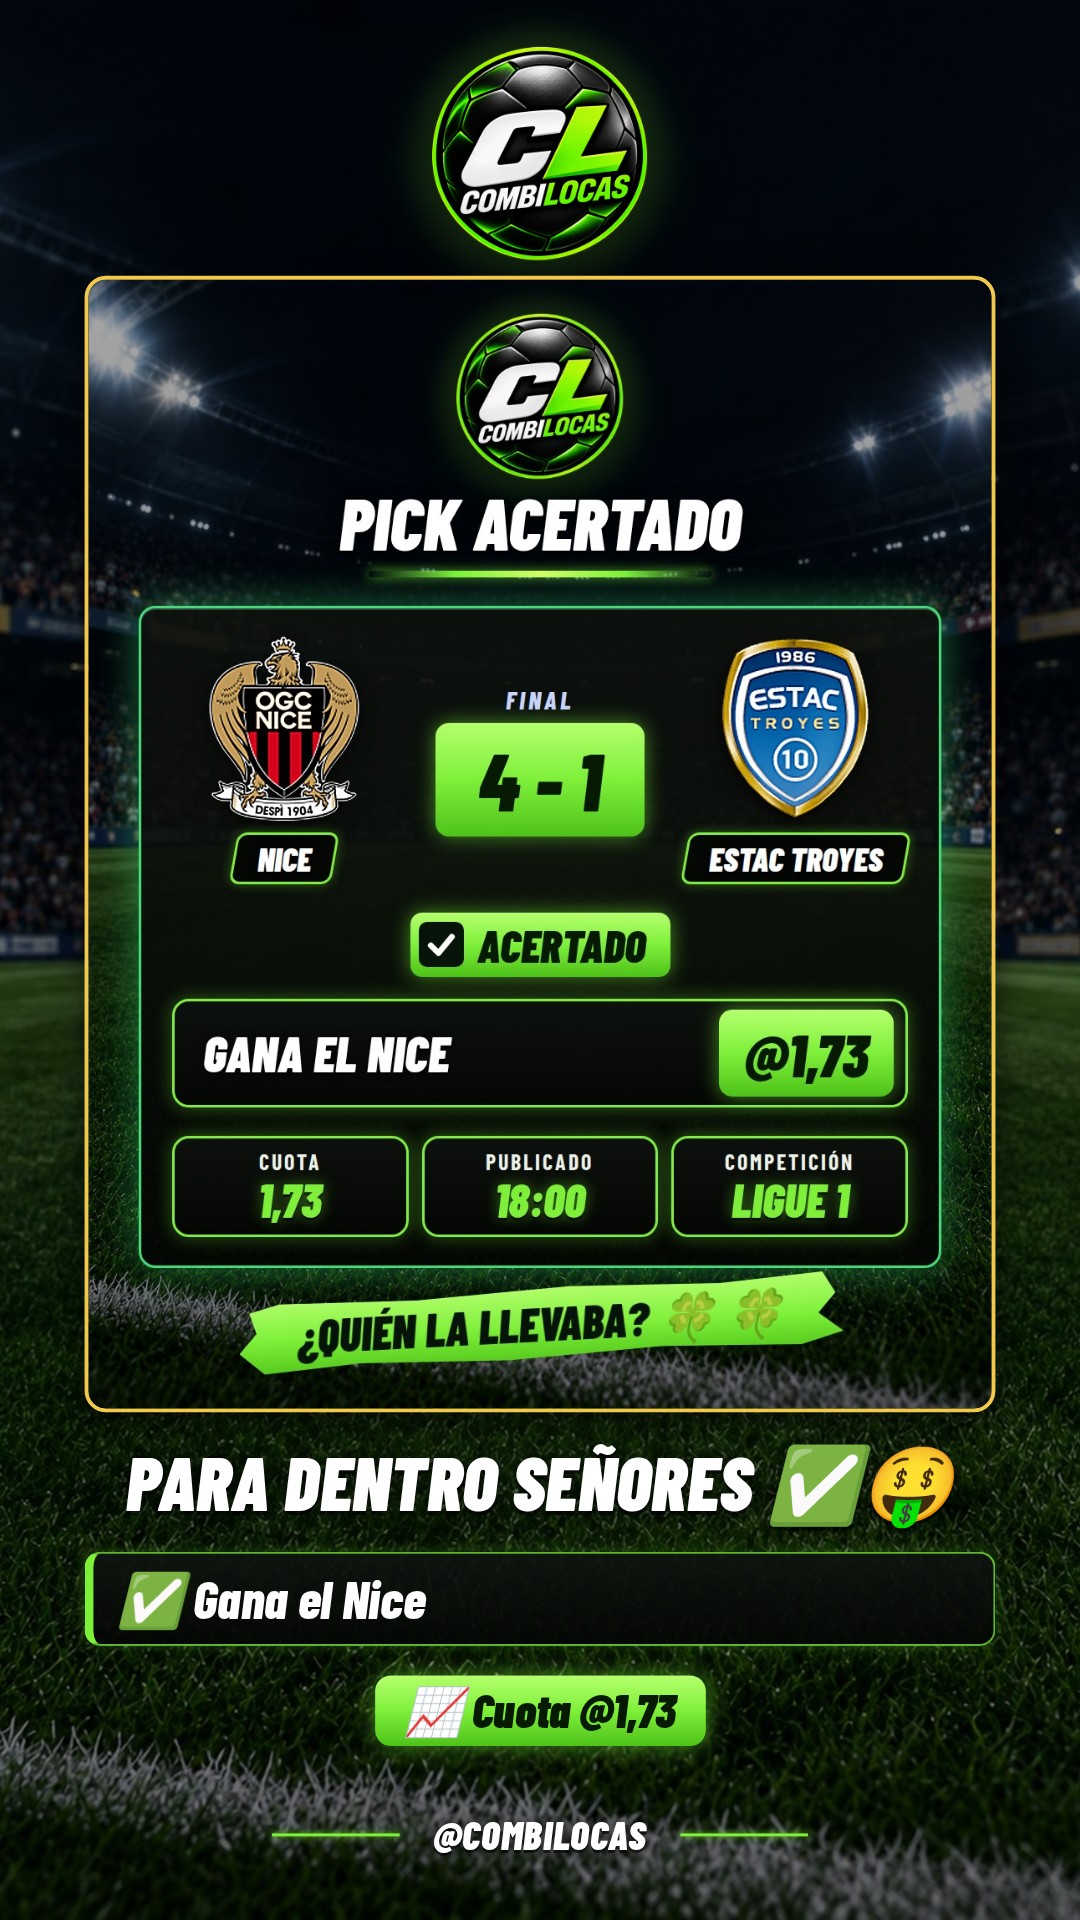 CL
COMBILOCAS
CL
COMBILOCAS
PICK ACERTADO
OGC
NICE
DESPÍ 1904
NICE
FINAL
4 - 1
1986
ESTAC
TROYES
10
ESTAC TROYES
ACERTADO
GANA EL NICE
@1,73
CUOTA
1,73
PUBLICADO
18:00
COMPETICIÓN
LIGUE 1
¿QUIÉN LA LLEVABA? 🍀 🍀
PARA DENTRO SEÑORES ✅🤑
✅ Gana el Nice
📈 Cuota @1,73
@COMBILOCAS